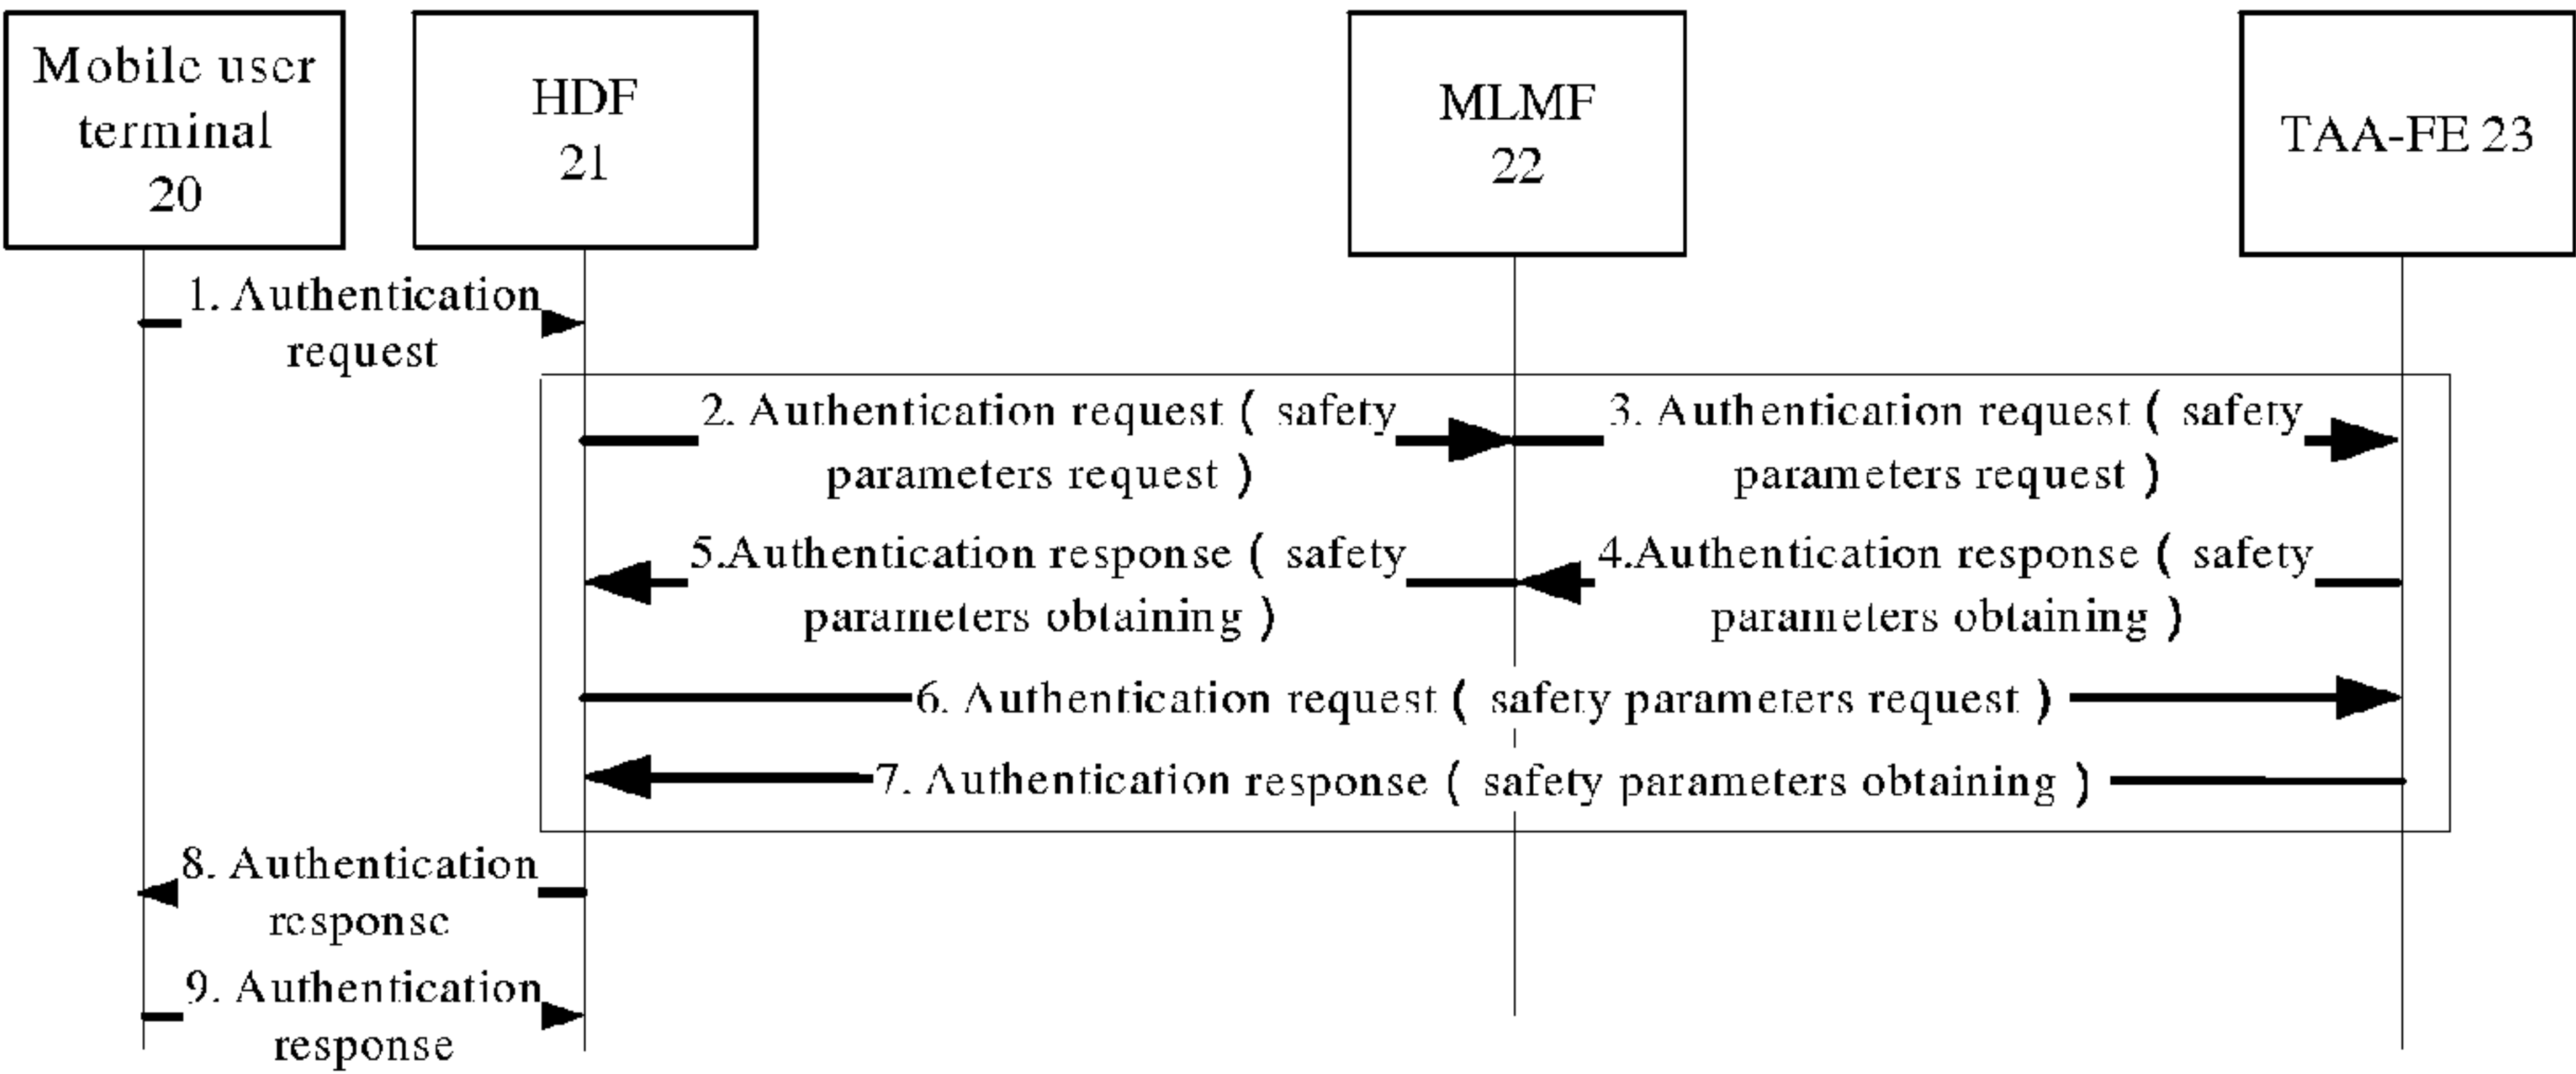 Mobile user
terminal
20
HDF
21
MLMF
22
TAA-FE 23
1. Authentication
request
2. Authentication request ( safety
parameters request )
3. Authentication request ( safety
parameters request )
5.Authentication response ( safety
parameters obtaining )
4.Authentication response ( safety
parameters obtaining )
6. Authentication request ( safety parameters request )
7. Authentication response ( safety parameters obtaining )
8. Authentication
response
9. Authentication
response